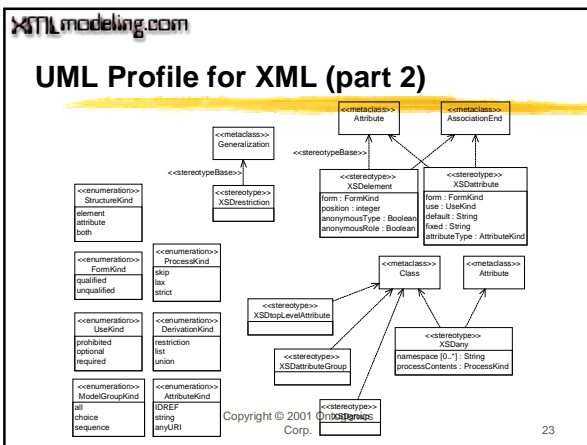 XMLmodeling.com
UML Profile for XML (part 2)
<<metaclass>>
Attribute
<<metaclass>>
AssociationEnd
<<metaclass>>
Generalization
<<stereotypeBase>>
<<stereotypeBase>>
<<stereotype>>
XSDrestriction
<<stereotype>>
XSDelement
form : FormKind
position : integer
anonymousType : Boolean
anonymousRole : Boolean
<<stereotype>>
XSDattribute
form : FormKind
use : UseKind
default : String
fixed : String
attributeType : AttributeKind
<<enumeration>>
StructureKind
element
attribute
both
<<enumeration>>
FormKind
qualified
unqualified
<<enumeration>>
ProcessKind
skip
lax
strict
<<enumeration>>
UseKind
prohibited
optional
required
<<enumeration>>
DerivationKind
restriction
list
union
<<enumeration>>
ModelGroupKind
all
choice
sequence
<<enumeration>>
AttributeKind
IDREF
string
anyURI
<<metaclass>>
Class
<<metaclass>>
Attribute
<<stereotype>>
XSDtopLevelAttribute
<<stereotype>>
XSDattributeGroup
<<stereotype>>
XSDany
namespace [0..*] : String
processContents : ProcessKind
<<stereotype>>
XSDgroup
Copyright © 2001 Ontogenics
Corp.
23